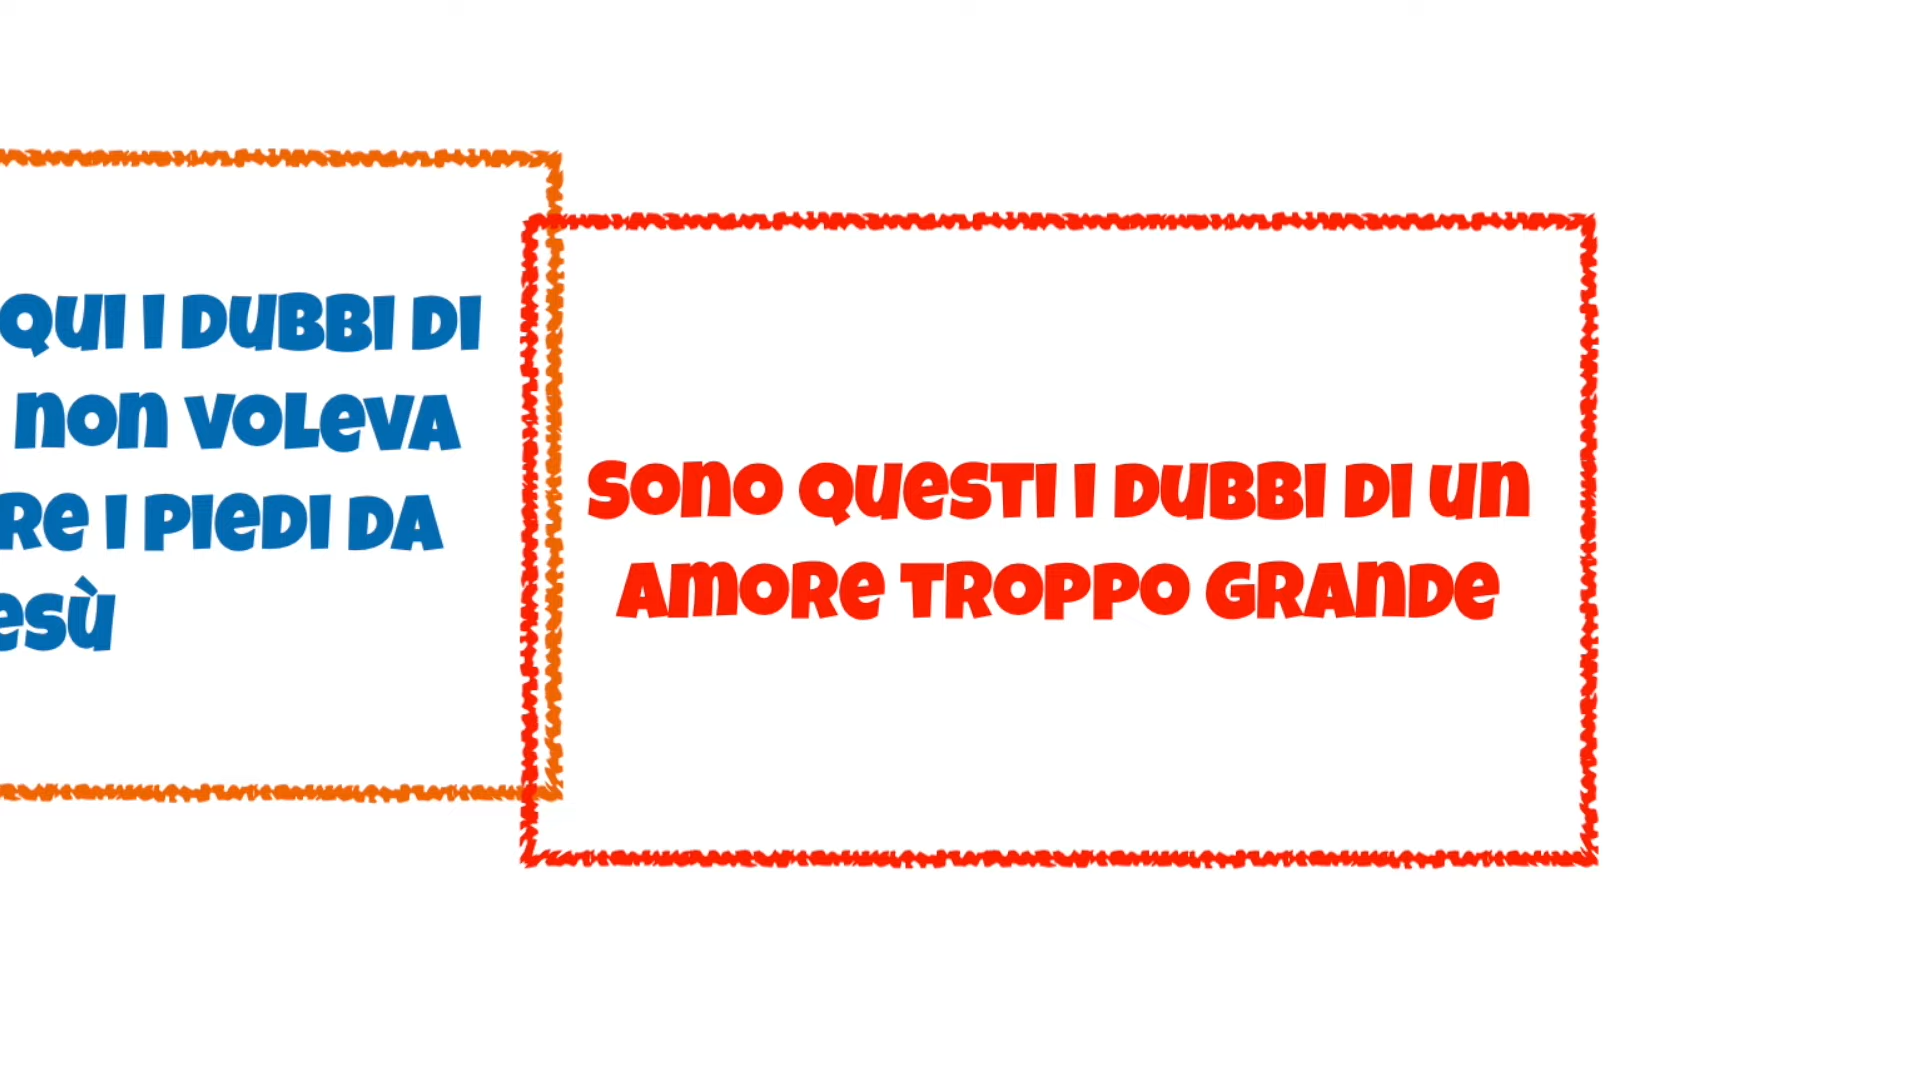 QUI I DUBBI DI
NON VOLEVA
RE I PIEDI DA
ESÙ
SONO QUESTI I DUBBI DI UN
AMORE TROPPO GRANDE